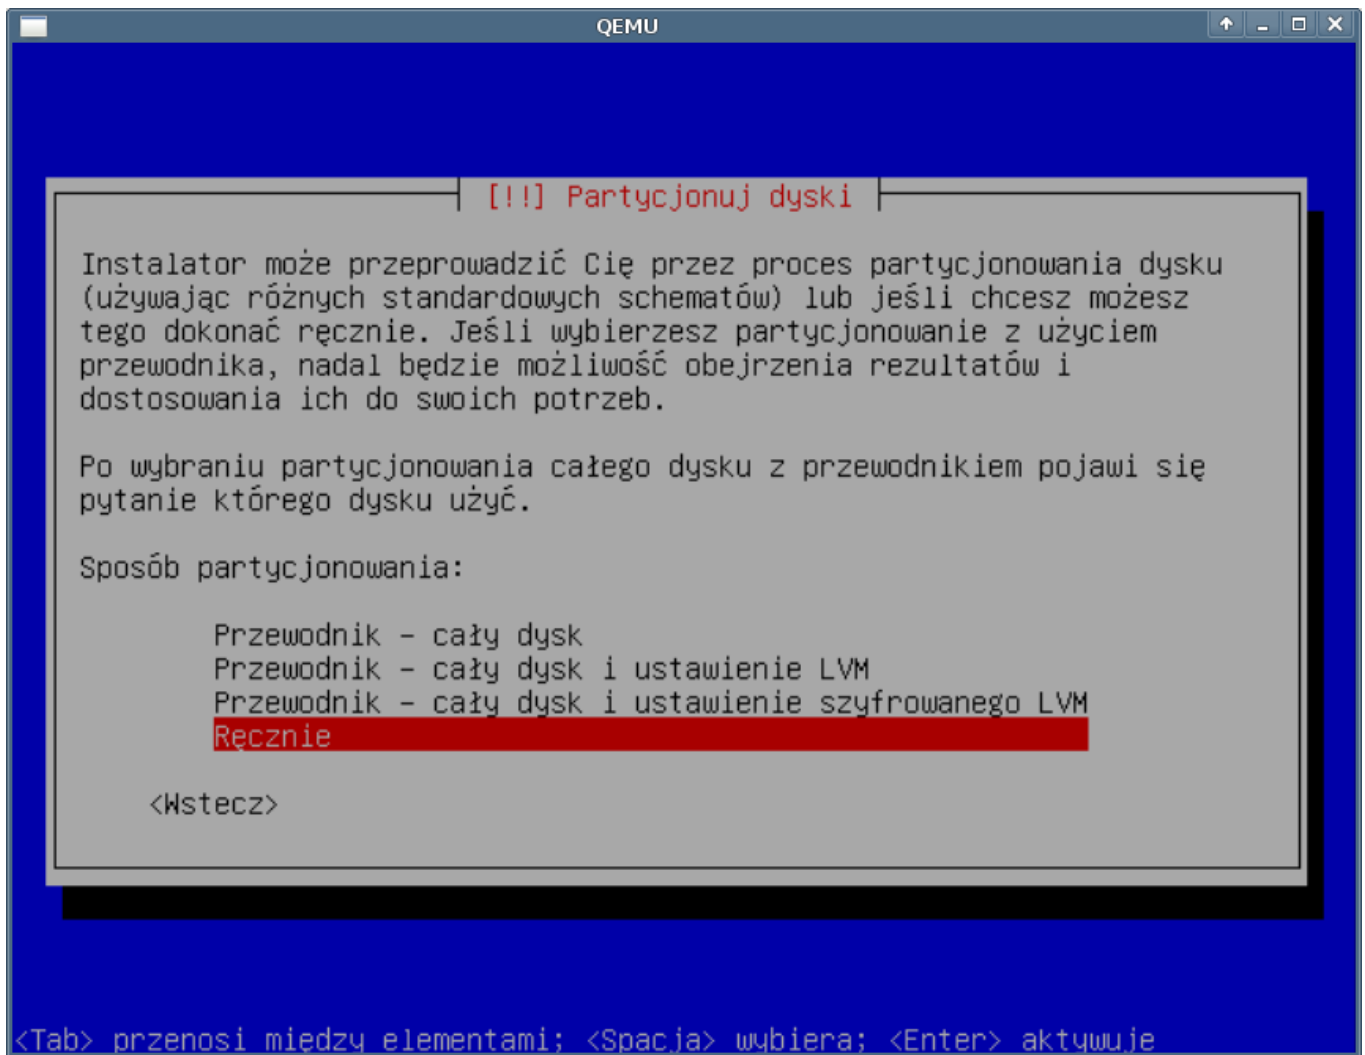 QEMU
[!!] Partycjonuj dyski
Instalator może przeprowadzić Cię przez proces partycjonowania dysku
(używając różnych standardowych schematów) lub jeśli chcesz możesz
tego dokonać ręcznie. Jeśli wybierzesz partycjonowanie z użyciem
przewodnika, nadal będzie możliwość obejrzenia rezultatów i
dostosowania ich do swoich potrzeb.
Po wybraniu partycjonowania całego dysku z przewodnikiem pojawi się
pytanie którego dysku użyć.
Sposób partycjonowania:
Przewodnik – cały dysk
Przewodnik – cały dysk i ustawienie LVM
Przewodnik – cały dysk i ustawienie szyfrowanego LVM
Ręcznie
<Wstecz>
<Tab> przenosi między elementami; <Spacja> wybiera; <Enter> aktywuje